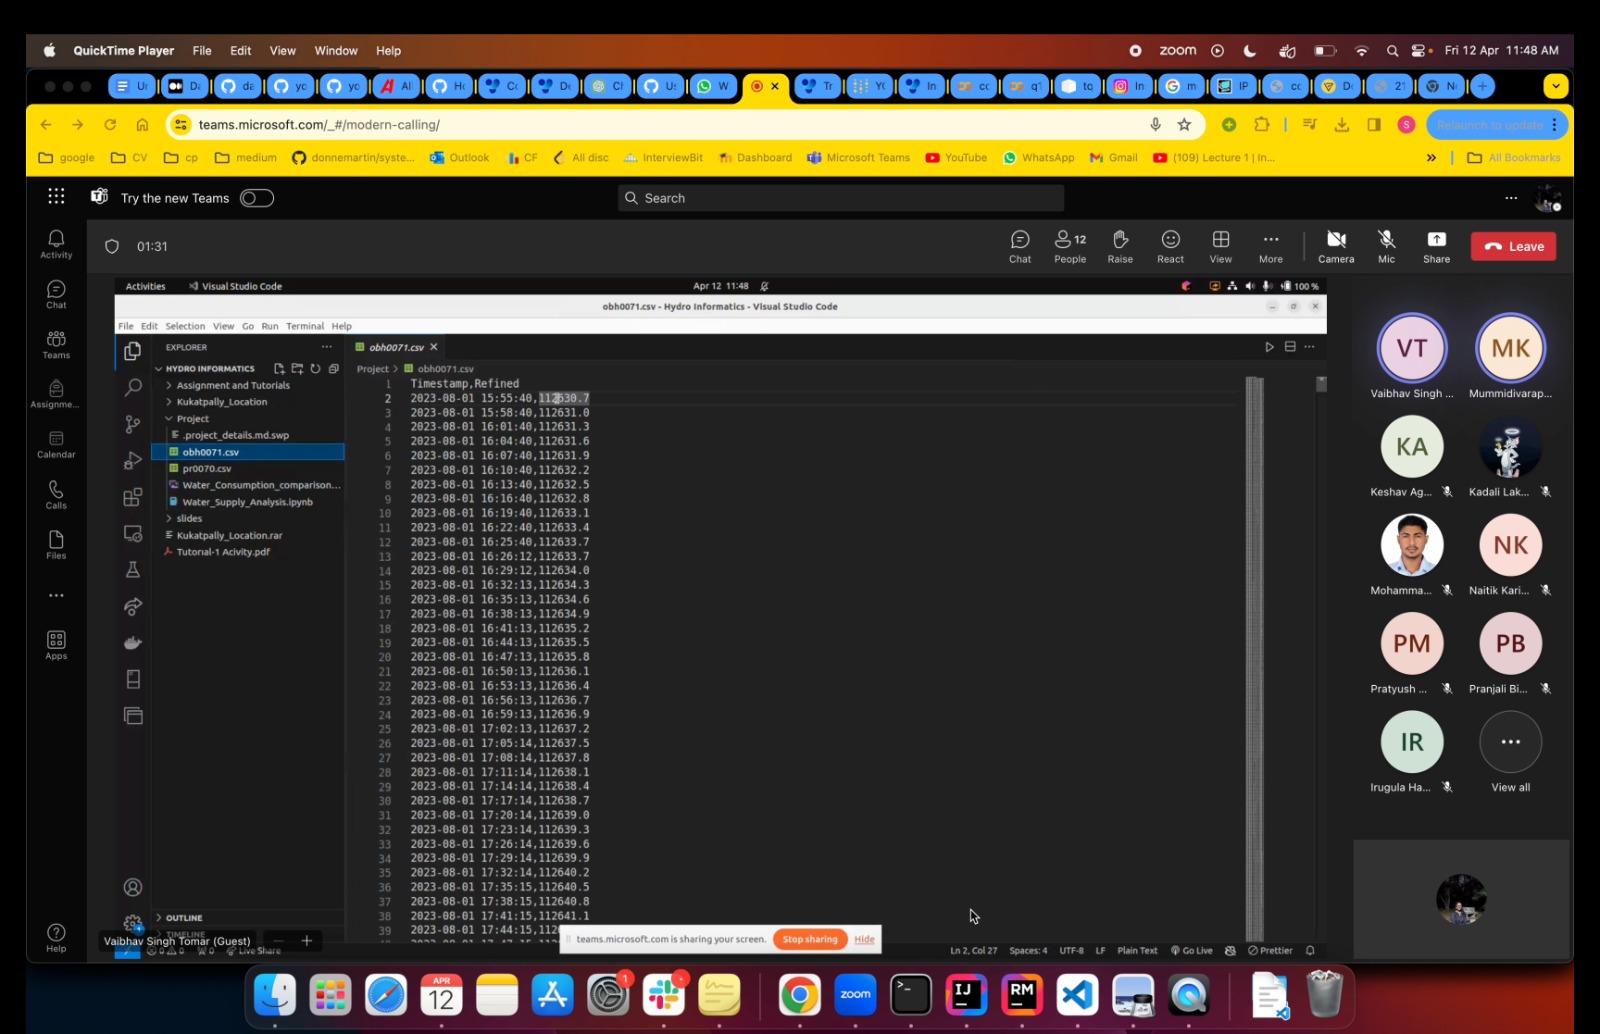 QuickTime Player File Edit View Window Help
zoom Fri 12 Apr 11:48 AM
teams.microsoft.com/_#/modern-calling/
Relaunch to update
google CV cp medium donnemartin/syste... Outlook CF All disc InterviewBit Dashboard Microsoft Teams YouTube WhatsApp Gmail (109) Lecture 1 | In... » All Bookmarks
Try the new Teams
Search
01:31
Chat 12 People Raise React View More Camera Mic Share Leave
Activity
Chat
Teams
Assignme...
Calendar
Calls
Files
Apps
Help
Activities Visual Studio Code Apr 12 11:48 100 %
obh0071.csv - Hydro Informatics - Visual Studio Code
File Edit Selection View Go Run Terminal Help
EXPLORER
HYDRO INFORMATICS
Assignment and Tutorials
Kukatpally_Location
Project
.project_details.md.swp
obh0071.csv
pr0070.csv
Water_Consumption_comparison...
Water_Supply_Analysis.ipynb
slides
Kukatpally_Location.rar
Tutorial-1 Acivity.pdf
OUTLINE
TIMELINE
obh0071.csv
Project > obh0071.csv
1 Timestamp,Refined
2 2023-08-01 15:55:40,112630.7
3 2023-08-01 15:58:40,112631.0
4 2023-08-01 16:01:40,112631.3
5 2023-08-01 16:04:40,112631.6
6 2023-08-01 16:07:40,112631.9
7 2023-08-01 16:10:40,112632.2
8 2023-08-01 16:13:40,112632.5
9 2023-08-01 16:16:40,112632.8
10 2023-08-01 16:19:40,112633.1
11 2023-08-01 16:22:40,112633.4
12 2023-08-01 16:25:40,112633.7
13 2023-08-01 16:26:12,112633.7
14 2023-08-01 16:29:12,112634.0
15 2023-08-01 16:32:13,112634.3
16 2023-08-01 16:35:13,112634.6
17 2023-08-01 16:38:13,112634.9
18 2023-08-01 16:41:13,112635.2
19 2023-08-01 16:44:13,112635.5
20 2023-08-01 16:47:13,112635.8
21 2023-08-01 16:50:13,112636.1
22 2023-08-01 16:53:13,112636.4
23 2023-08-01 16:56:13,112636.7
24 2023-08-01 16:59:13,112636.9
25 2023-08-01 17:02:13,112637.2
26 2023-08-01 17:05:14,112637.5
27 2023-08-01 17:08:14,112637.8
28 2023-08-01 17:11:14,112638.1
29 2023-08-01 17:14:14,112638.4
30 2023-08-01 17:17:14,112638.7
31 2023-08-01 17:20:14,112639.0
32 2023-08-01 17:23:14,112639.3
33 2023-08-01 17:26:14,112639.6
34 2023-08-01 17:29:14,112639.9
35 2023-08-01 17:32:14,112640.2
36 2023-08-01 17:35:15,112640.5
37 2023-08-01 17:38:15,112640.8
38 2023-08-01 17:41:15,112641.1
39 2023-08-01 17:44:15,112
Vaibhav Singh Tomar (Guest)
Live Share
teams.microsoft.com is sharing your screen. Stop sharing Hide
Ln 2, Col 27 Spaces: 4 UTF-8 LF Plain Text Go Live Prettier
VT MK
Vaibhav Singh ... Mummidivarap...
KA
Keshav Ag... Kadali Lak...
NK
Mohamma... Naitik Kari...
PM PB
Pratyush ... Pranjali Bi...
IR
Irugula Ha... View all
APR
12
1
zoom
IJ
RM